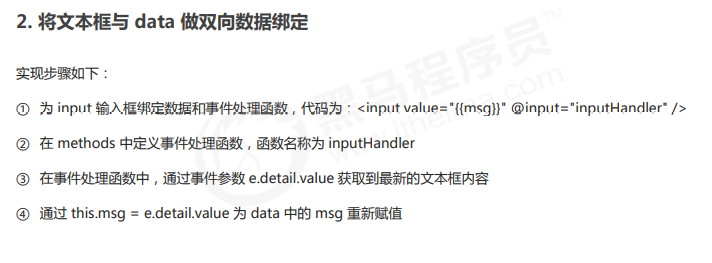 2. 将文本框与 data 做双向数据绑定
实现步骤如下：
① 为 input 输入框绑定数据和事件处理函数，代码为：<input value="{{msg}}" @input="inputHandler" />
② 在 methods 中定义事件处理函数，函数名称为 inputHandler
③ 在事件处理函数中，通过事件参数 e.detail.value 获取到最新的文本框内容
④ 通过 this.msg = e.detail.value 为 data 中的 msg 重新赋值
黑马程序员™
www.itheima.com